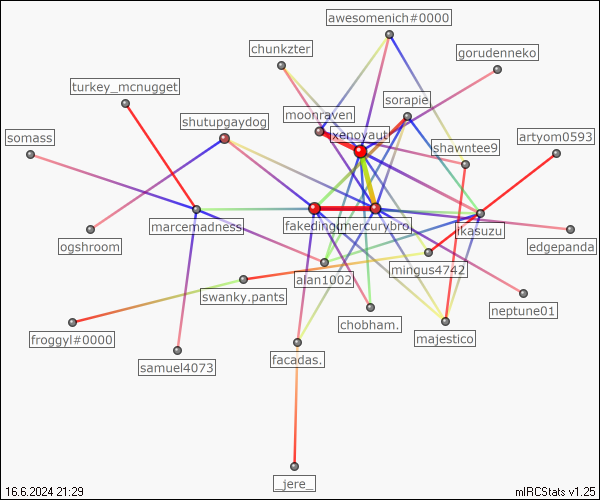 awesomenich#0000
chunkzter
gorudenneko
turkey_mcnugget
sorapie.
moonraven
shutupgaydog
xenoyaut
somass
shawntee9
artyom0593
marcemadness
fakedingu
mercurybro.
ikasuzu
ogshroom
edgepanda
mingus4742
alan1002
swanky.pants
neptune01
chobham.
froggyl#0000
majestico
facadas.
samuel4073
_jere_
16.6.2024 21:29
mIRCStats v1.25